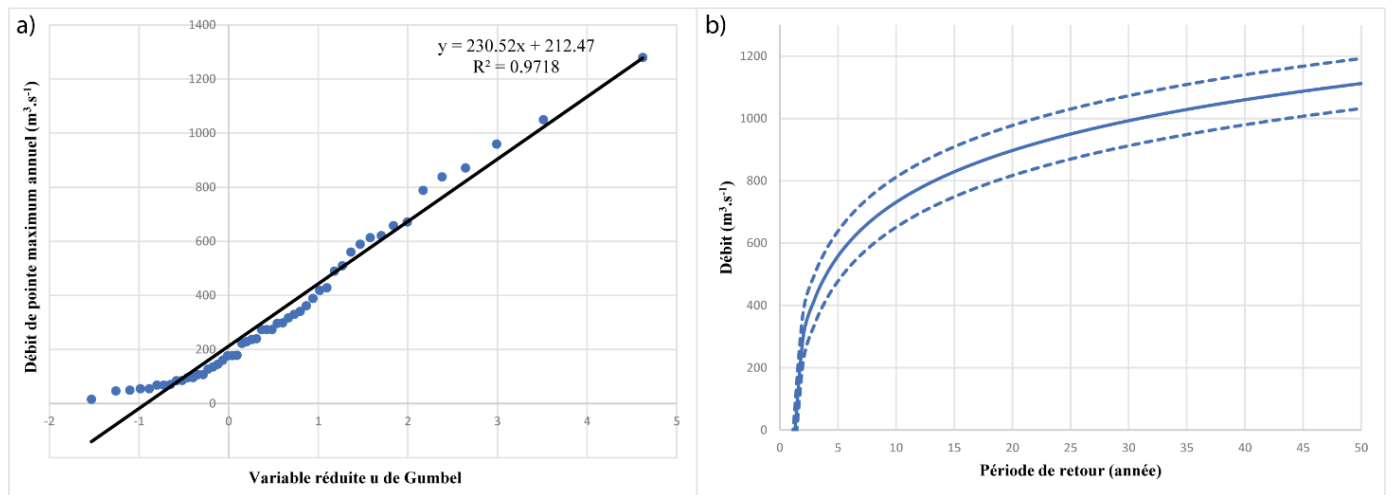 a)
Débit de pointe maximum annuel (m³.s⁻¹)
1400
1200
1000
800
600
400
200
0
y = 230.52x + 212.47
R² = 0.9718
-2 -1 0 1 2 3 4 5
Variable réduite u de Gumbel
b)
Débit (m³.s⁻¹)
1200
1000
800
600
400
200
0
0 5 10 15 20 25 30 35 40 45 50
Période de retour (année)